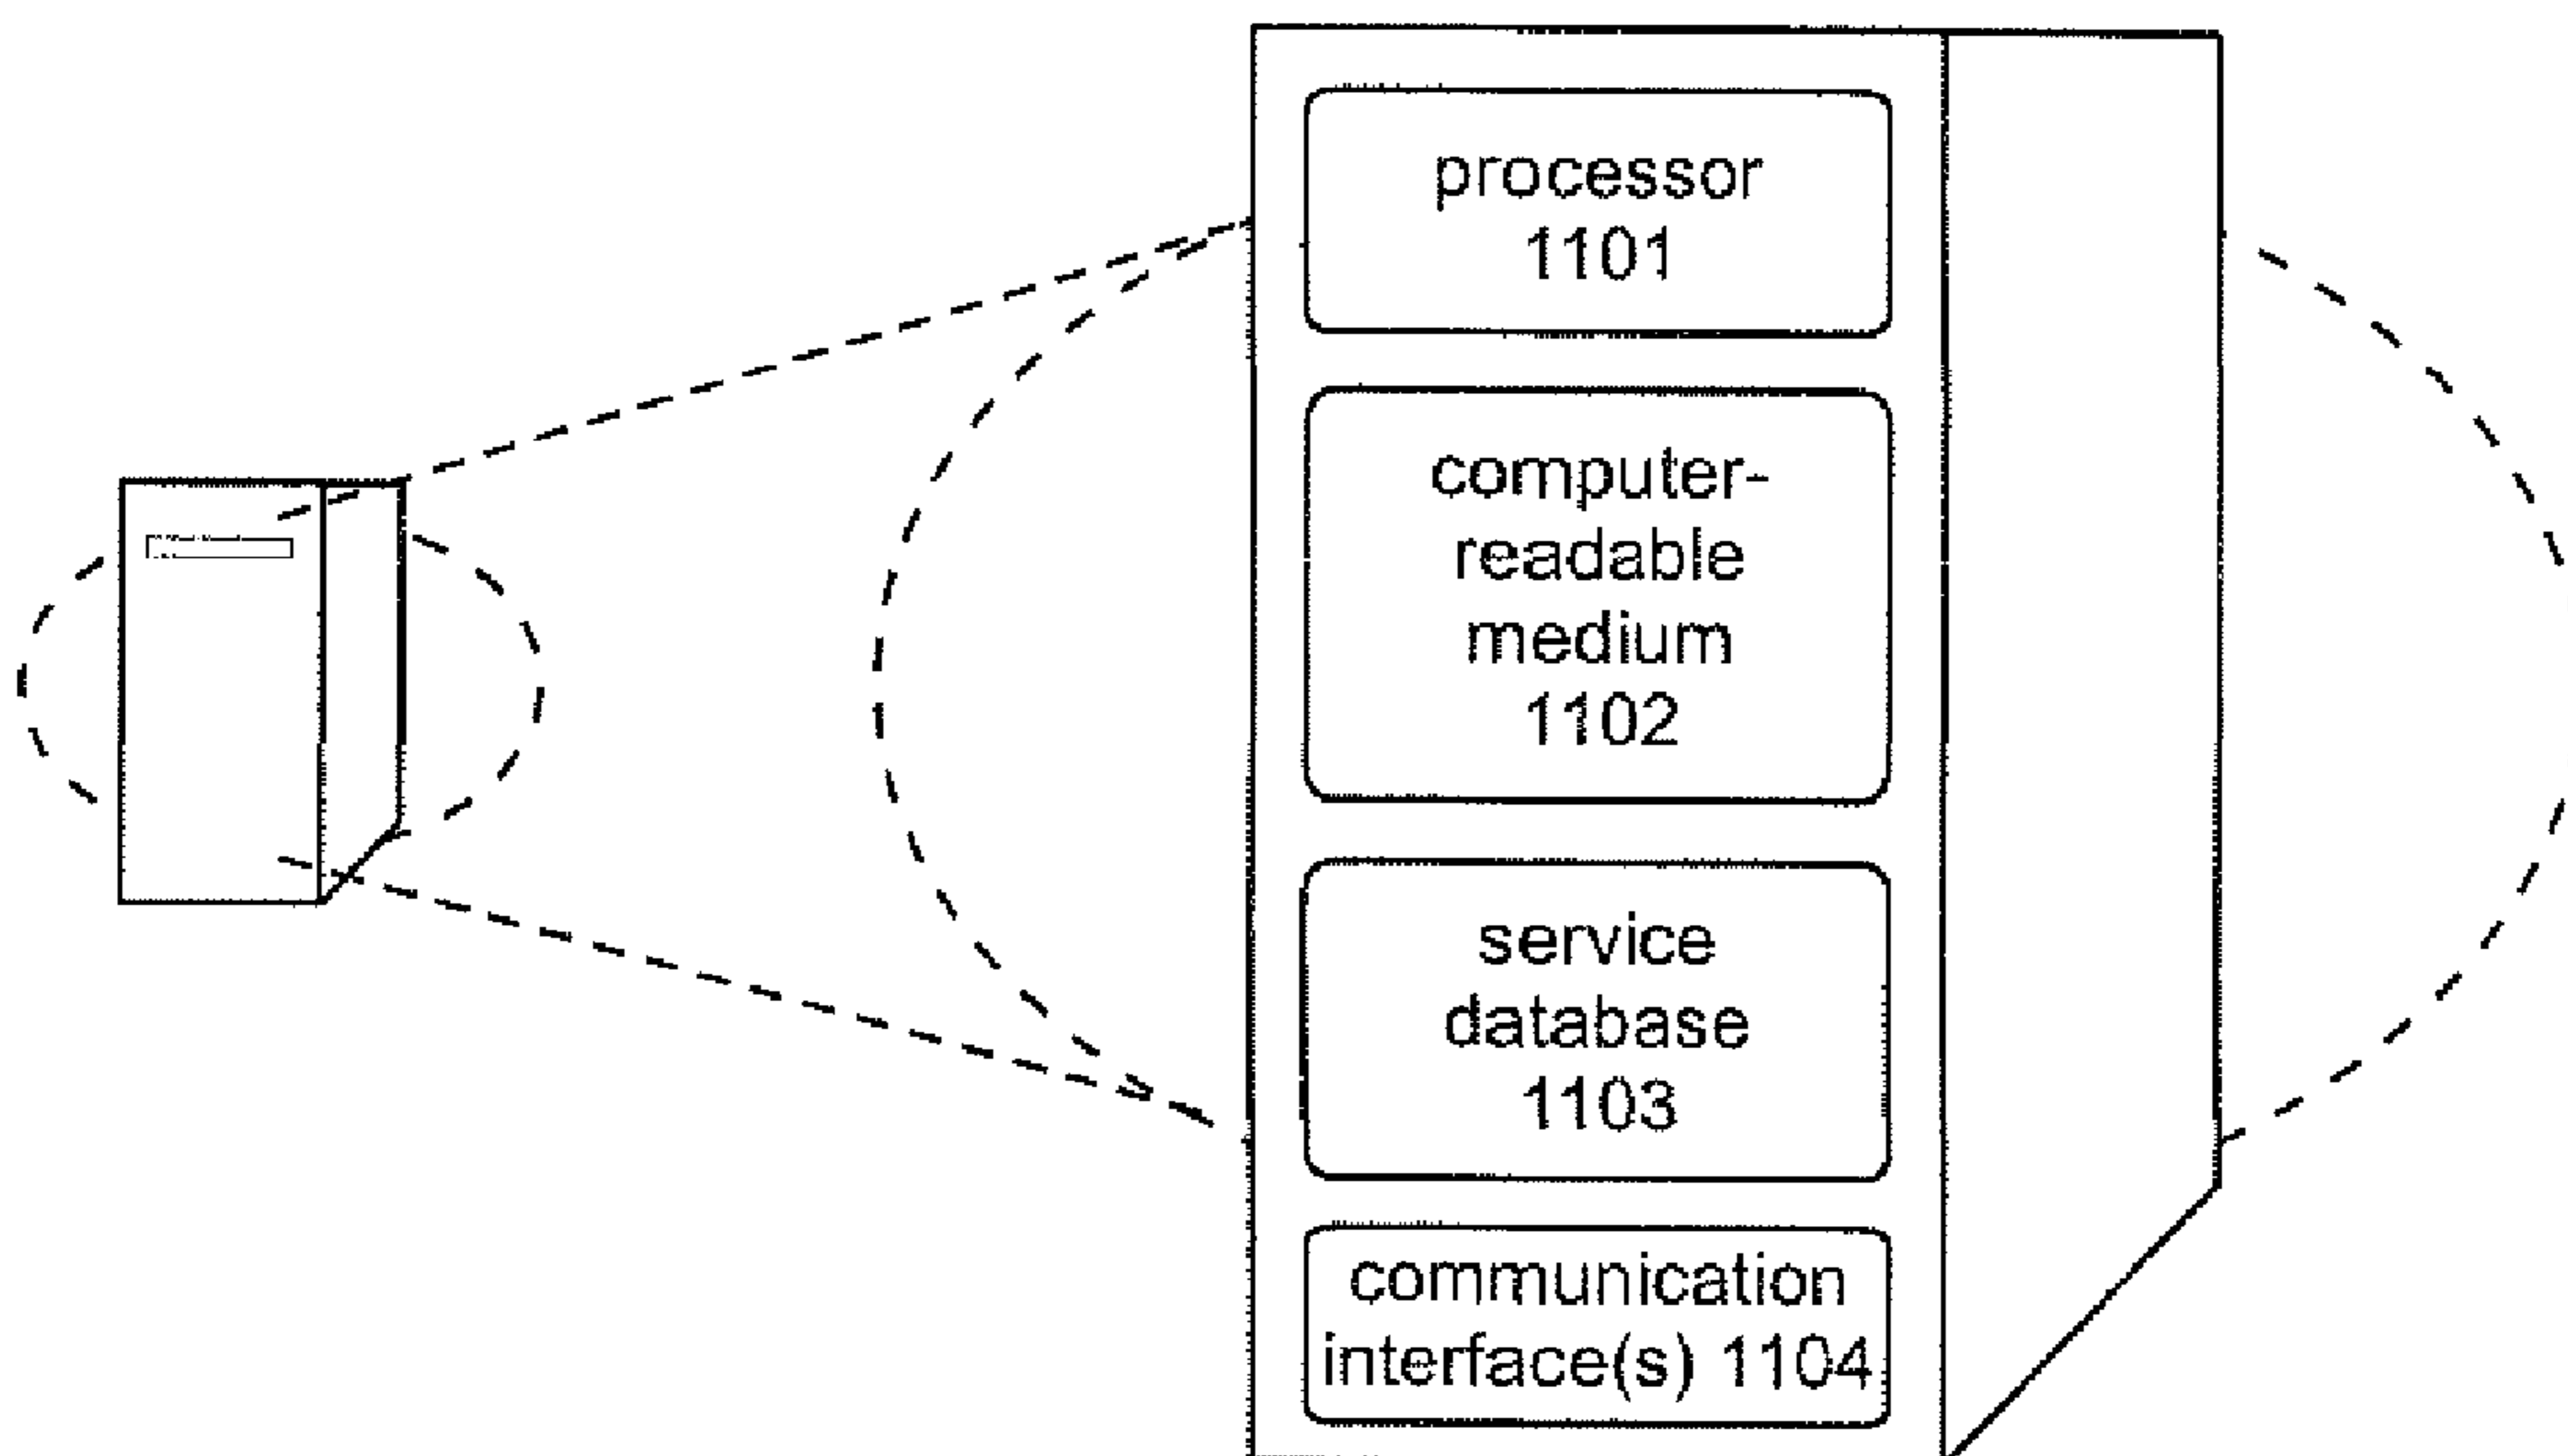 processor
1101
computer-
readable
medium
1102
service
database
1103
communication
interface(s) 1104